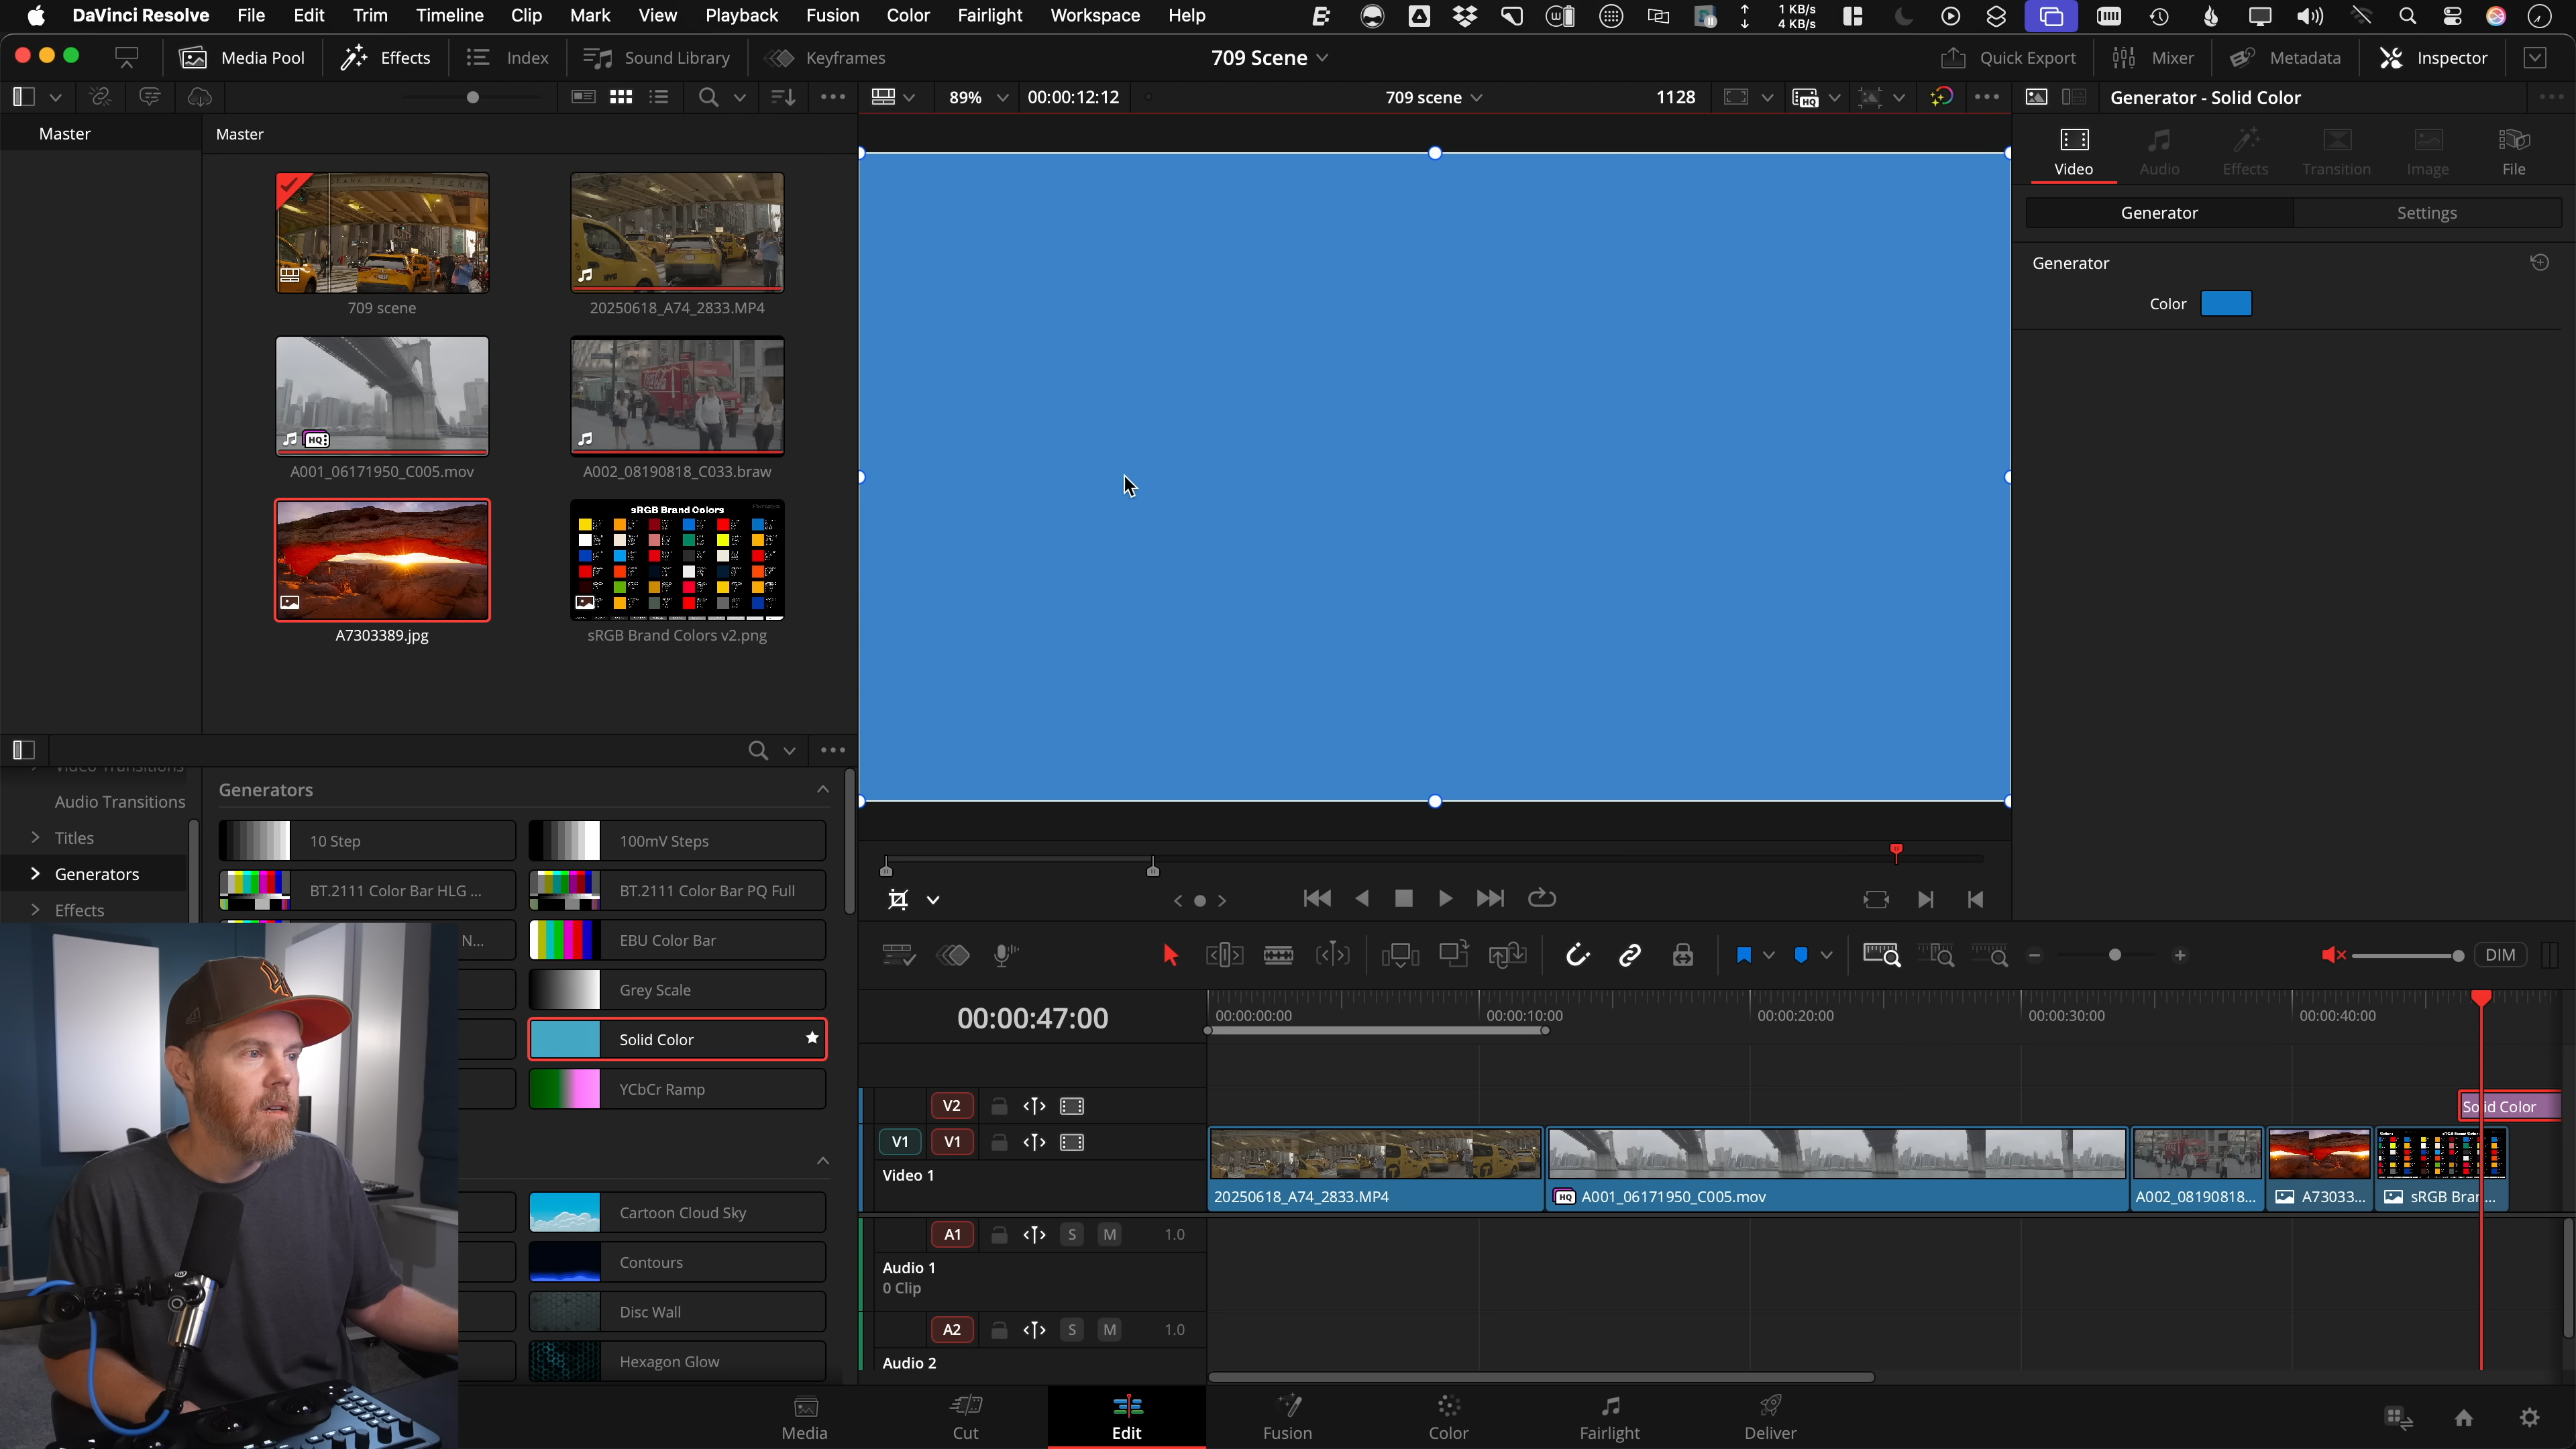 DaVinci Resolve File Edit Trim Timeline Clip Mark View Playback Fusion Color Fairlight Workspace Help
1 KB/s
4 KB/s
Media Pool Effects Index Sound Library Keyframes
709 Scene
Quick Export Mixer Metadata Inspector
89% 00:00:12:12
709 scene
1128
Generator - Solid Color
Master
Master
Video Audio Effects Transition Image File
Generator Settings
Generator
Color
709 scene
20250618_A74_2833.MP4
HQ
A001_06171950_C005.mov
A002_08190818_C033.braw
sRGB Brand Colors
A7303389.jpg
sRGB Brand Colors v2.png
Video Transitions
Audio Transitions
Titles
Generators
Effects
Generators
10 Step
100mV Steps
BT.2111 Color Bar HLG ...
BT.2111 Color Bar PQ Full
N...
EBU Color Bar
Grey Scale
Solid Color
YCbCr Ramp
Cartoon Cloud Sky
Contours
Disc Wall
Hexagon Glow
DIM
00:00:47:00
00:00:00:00
00:00:10:00
00:00:20:00
00:00:30:00
00:00:40:00
V2
Solid Color
V1 V1
Video 1
20250618_A74_2833.MP4
HQ A001_06171950_C005.mov
A002_08190818...
A73033...
sRGB Bran...
A1 S M 1.0
Audio 1
0 Clip
A2 S M 1.0
Audio 2
Media Cut Edit Fusion Color Fairlight Deliver